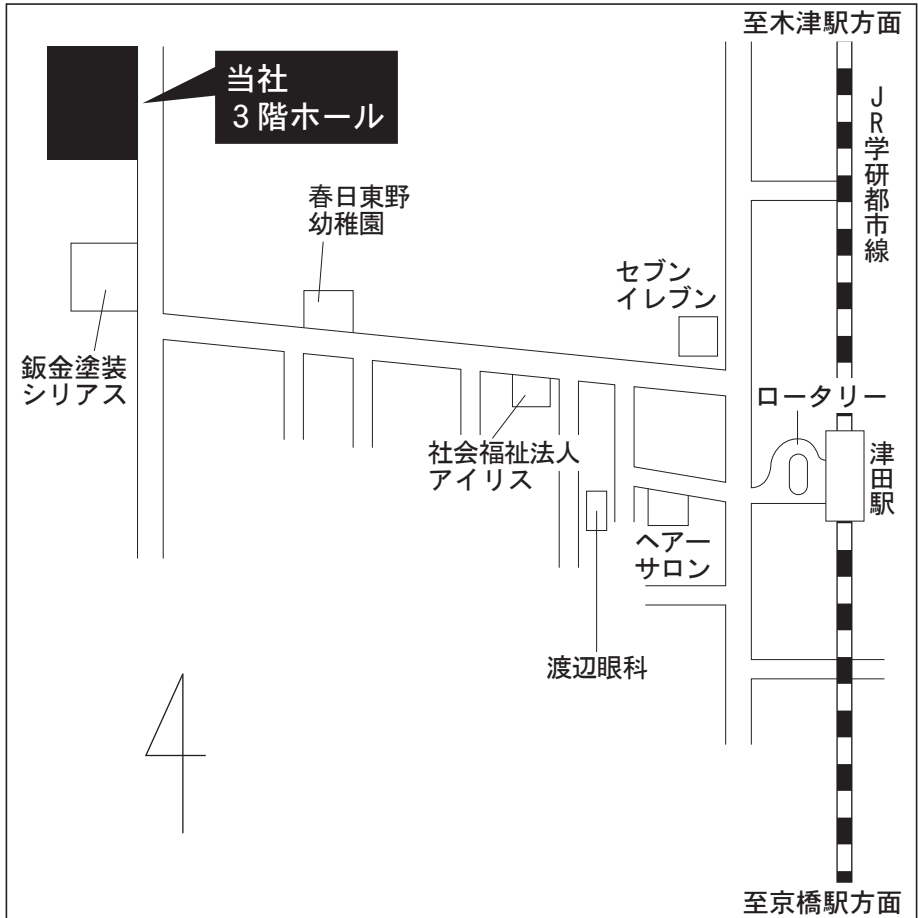 至木津駅方面
当社
3階ホール
JR学研都市線
春日東野
幼稚園
セブン
イレブン
鈑金塗装
シリアス
ロータリー
社会福祉法人
アイリス
津田駅
ヘアー
サロン
渡辺眼科
至京橋駅方面